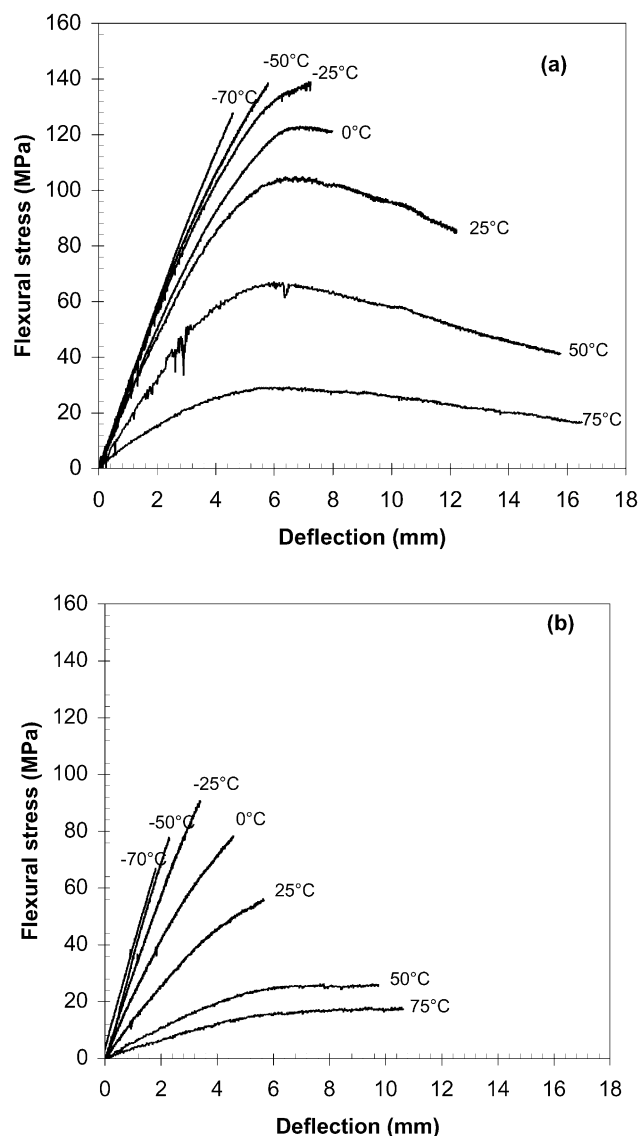 160
140
120
100
80
60
40
20
0
Flexural stress (MPa)
(a)
-50°C
-25°C
-70°C
0°C
25°C
50°C
75°C
0 2 4 6 8 10 12 14 16 18
Deflection (mm)
160
140
120
100
80
60
40
20
0
Flexural stress (MPa)
(b)
-25°C
-50°C
0°C
-70°C
25°C
50°C
75°C
0 2 4 6 8 10 12 14 16 18
Deflection (mm)